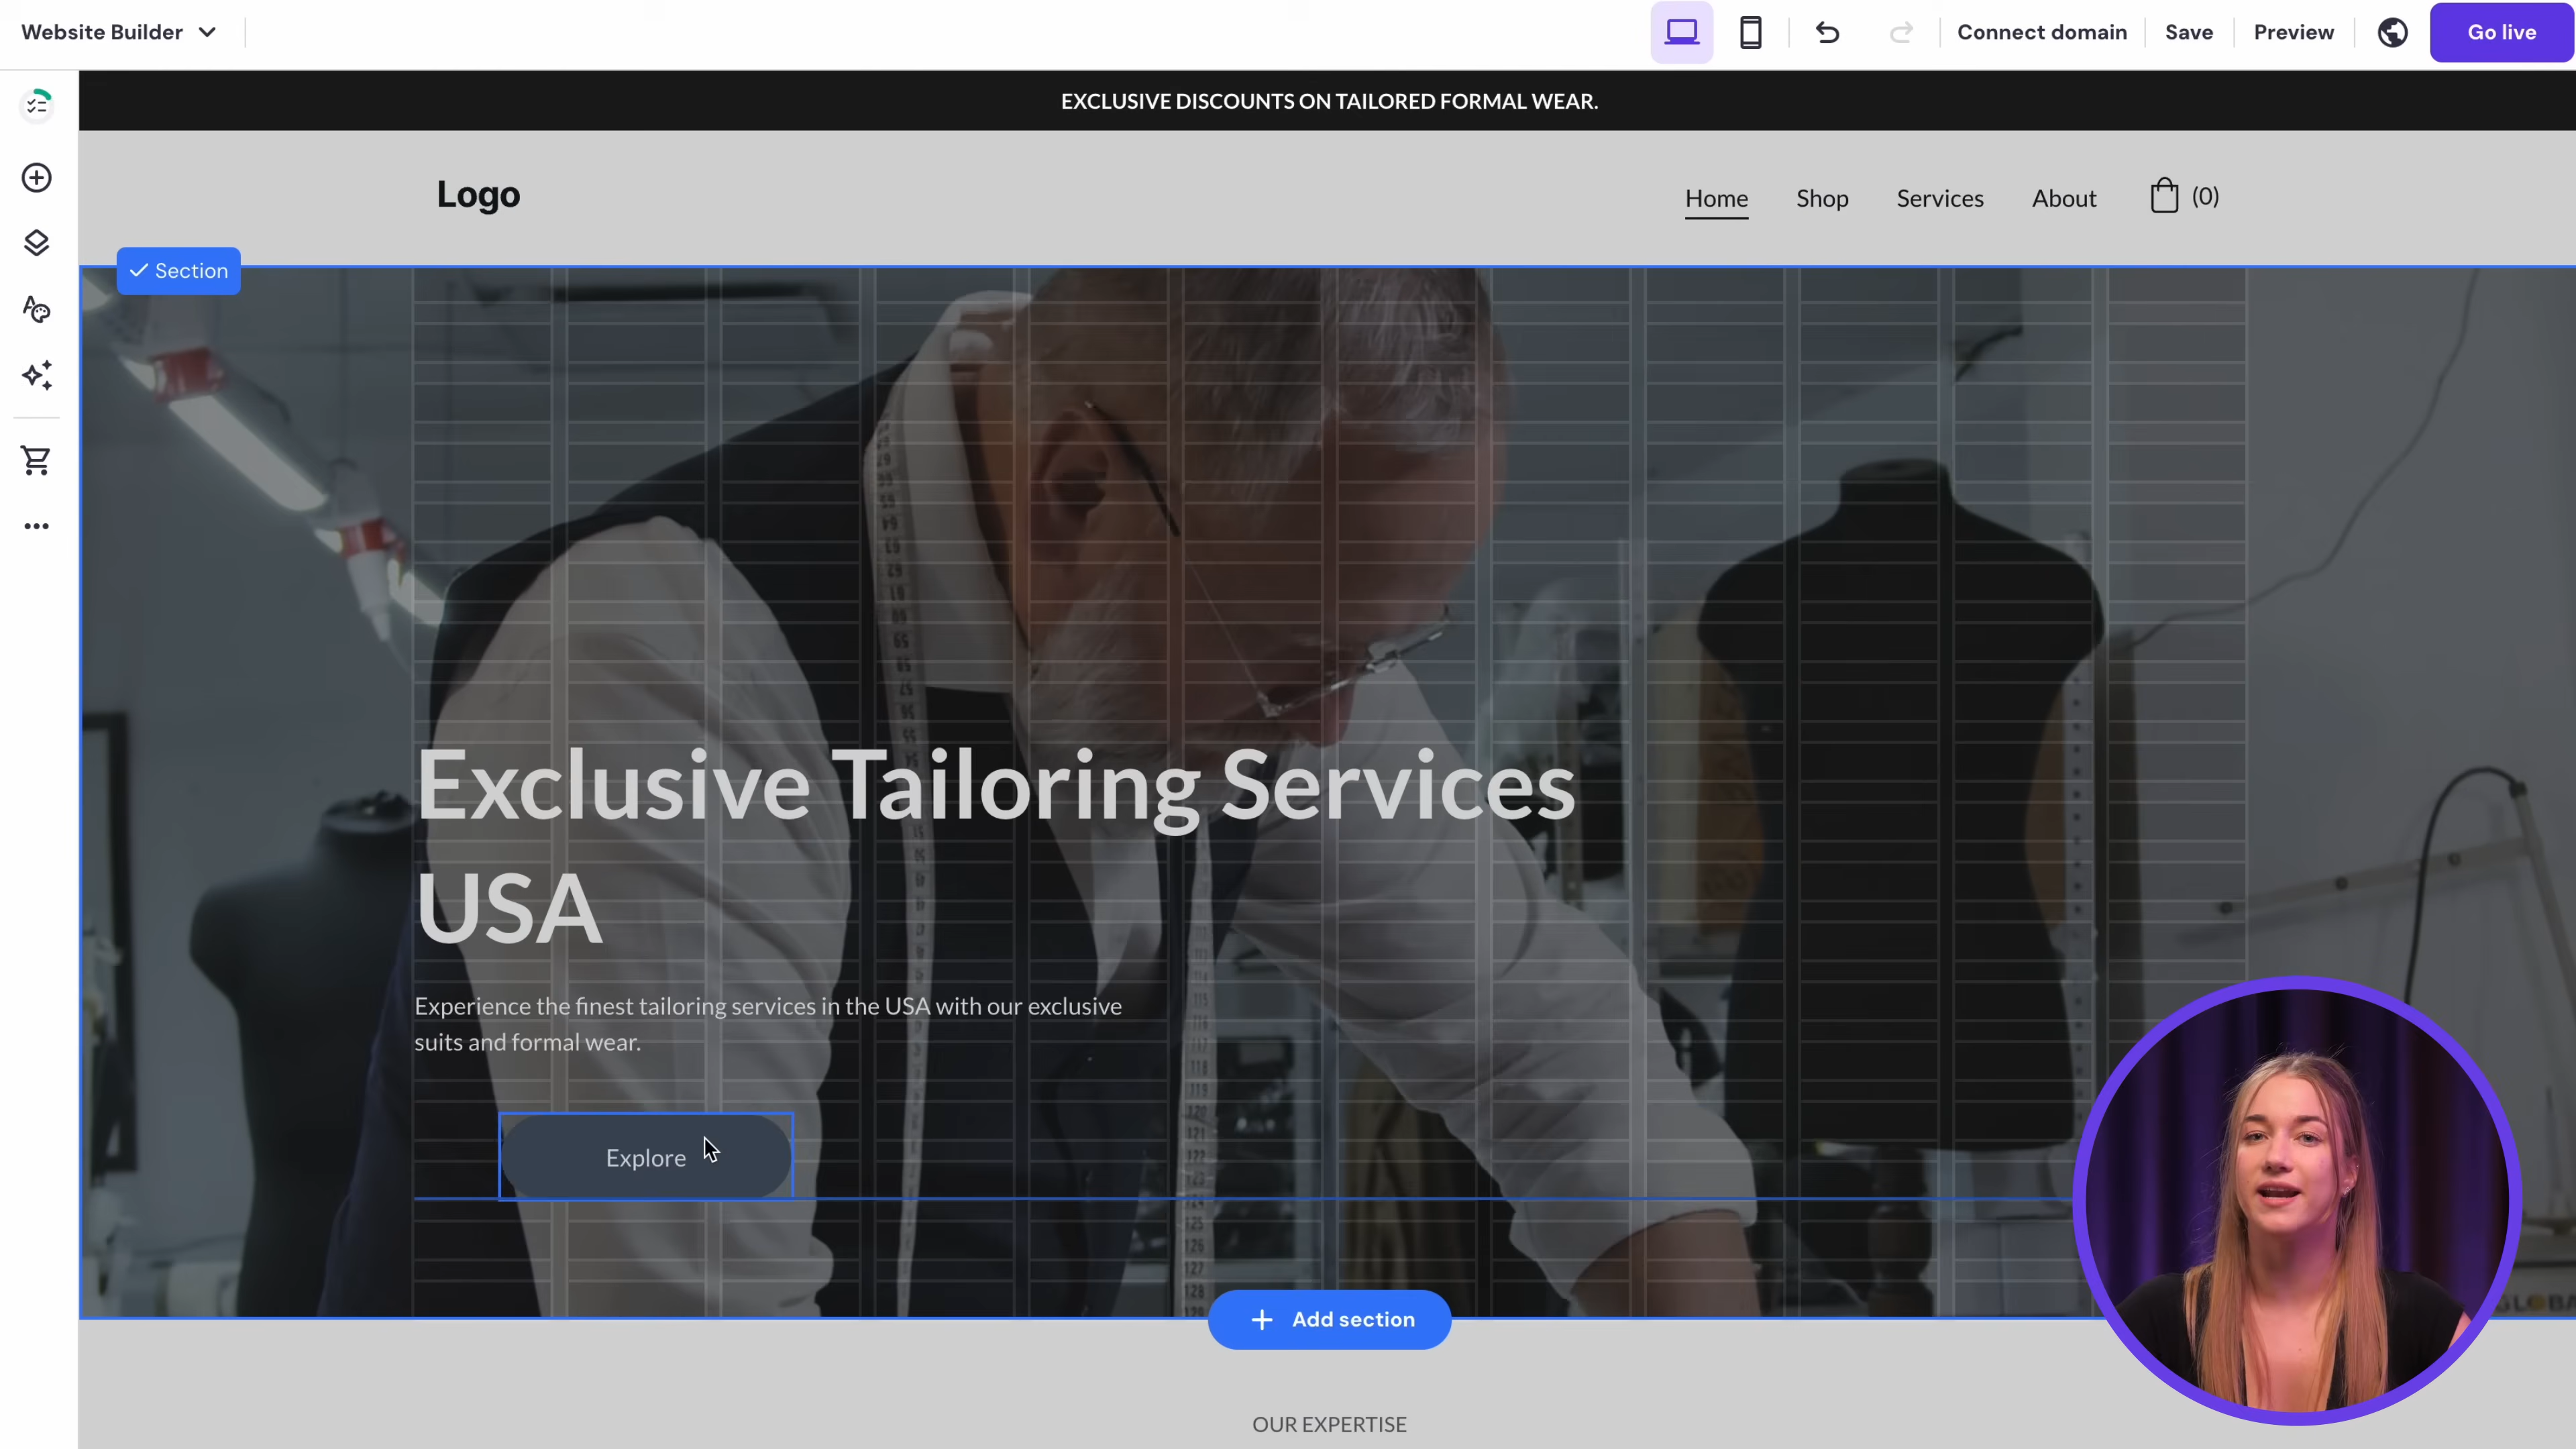 Website Builder
Connect domain
Save
Preview
Go live
EXCLUSIVE DISCOUNTS ON TAILORED FORMAL WEAR.
Logo
Home
Shop
Services
About
(0)
Section
Exclusive Tailoring Services
USA
Experience the finest tailoring services in the USA with our exclusive
suits and formal wear.
Explore
Add section
OUR EXPERTISE